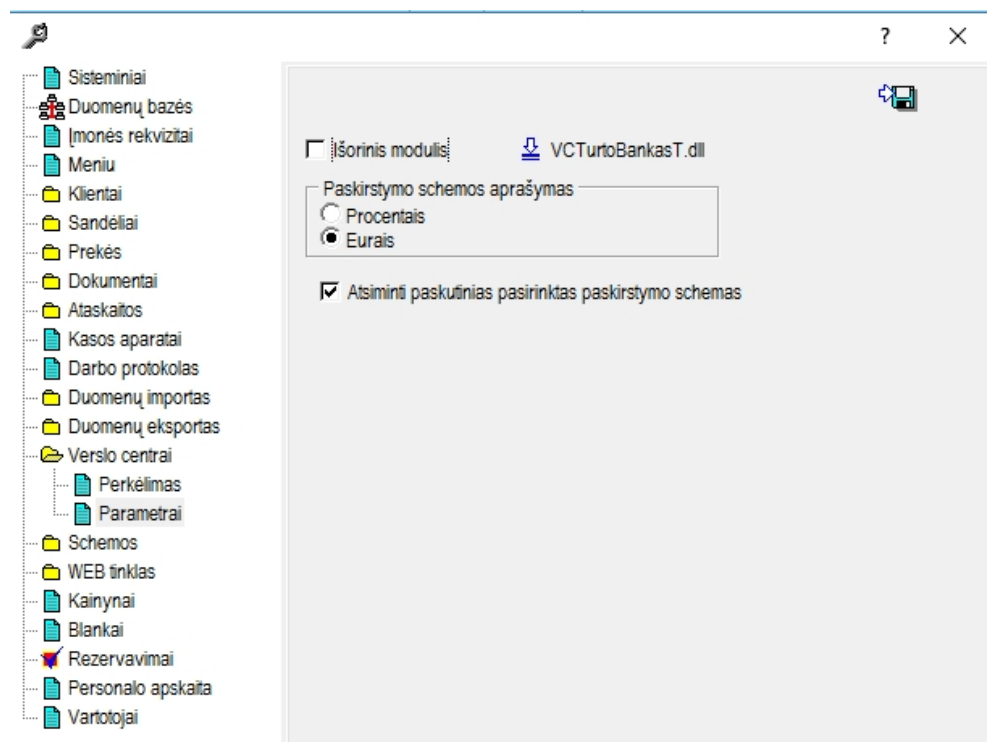 ?
Sisteminiai
Duomenų bazės
Įmonės rekvizitai
Meniu
Klientai
Sandėliai
Prekės
Dokumentai
Ataskaitos
Kasos aparatai
Darbo protokolas
Duomenų importas
Duomenų eksportas
Verslo centrai
Perkėlimas
Parametrai
Schemos
WEB tinklas
Kainynai
Blankai
Rezervavimai
Personalo apskaita
Vartotojai
Išorinis modulis VCTurtoBankasT.dll
Paskirstymo schemos aprašymas
Procentais
Eurais
Atsiminti paskutinias pasirinktas paskirstymo schemas